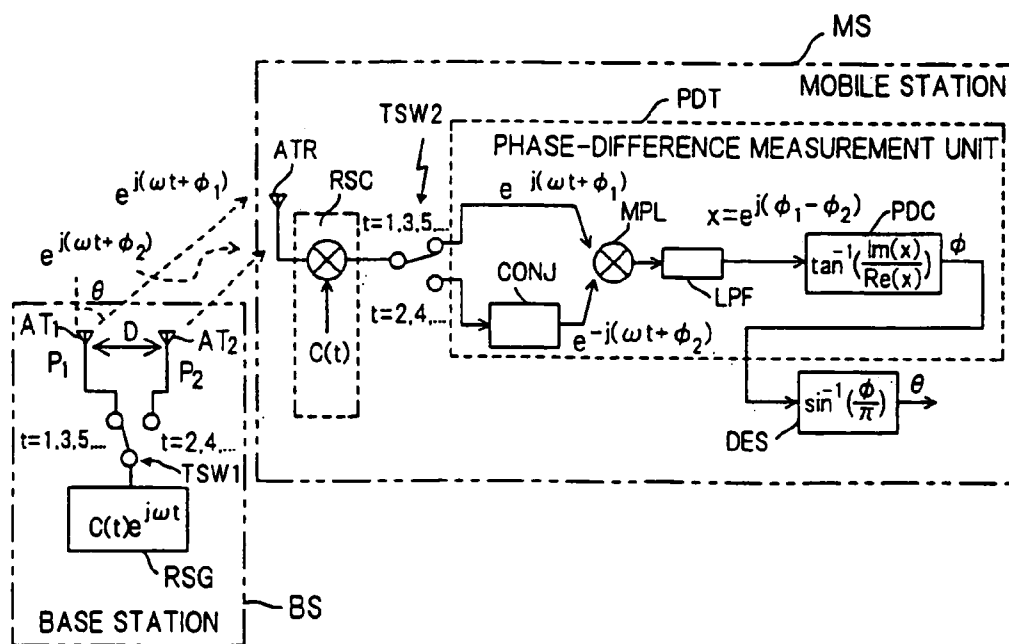 MS
MOBILE STATION
PDT
TSW2
PHASE-DIFFERENCE MEASUREMENT UNIT
ATR
RSC
e^{j(ωt+ϕ₁)}
e^{j(ωt+ϕ₁)}
MPL
x=e^{j(ϕ₁-ϕ₂)}
PDC
t=1,3,5,...
tan⁻¹(Im(x)/Re(x))
ϕ
e^{j(ωt+ϕ₂)}
CONJ
LPF
θ
t=2,4,...
e^{-j(ωt+ϕ₂)}
C(t)
AT₁
D
AT₂
P₁
P₂
sin⁻¹(ϕ/π)
θ
DES
t=1,3,5,...
t=2,4,...
TSW1
C(t)e^{jωt}
RSG
BASE STATION
BS